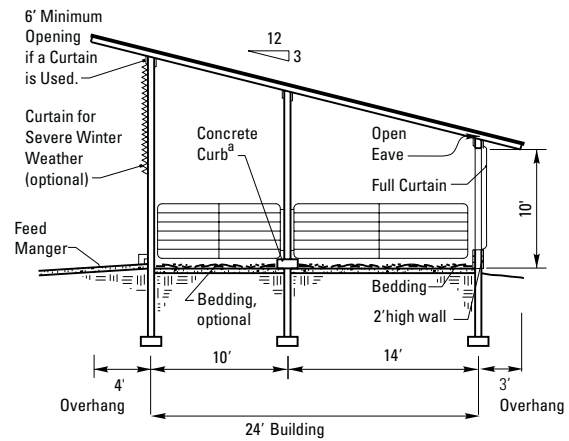 6′ Minimum
Opening
if a Curtain
is Used.
12
3
Curtain for
Severe Winter
Weather
(optional)
Concrete
Curbᵃ
Open
Eave
Full Curtain
10'
Feed
Manger
Bedding,
optional
Bedding
2′high wall
10′
14′
4'
Overhang
3′
Overhang
24′ Building